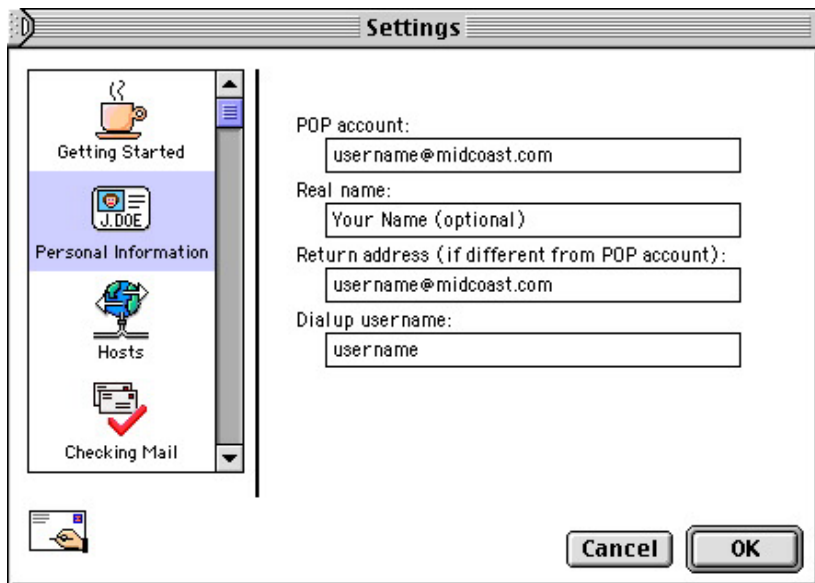 Settings
Getting Started
J.DOE
Personal Information
Hosts
Checking Mail
POP account:
username@midcoast.com
Real name:
Your Name (optional)
Return address (if different from POP account):
username@midcoast.com
Dialup username:
username
Cancel
OK